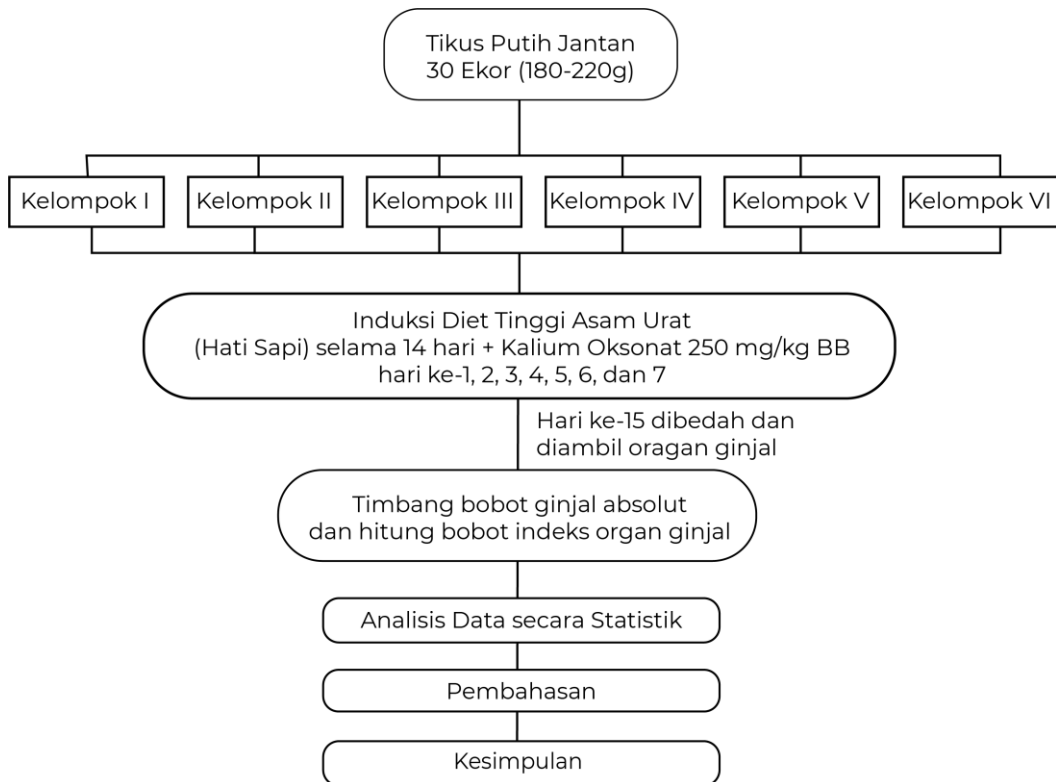 Tikus Putih Jantan
30 Ekor (180-220g)
Kelompok I
Kelompok II
Kelompok III
Kelompok IV
Kelompok V
Kelompok VI
Induksi Diet Tinggi Asam Urat
(Hati Sapi) selama 14 hari + Kalium Oksonat 250 mg/kg BB
hari ke-1, 2, 3, 4, 5, 6, dan 7
Hari ke-15 dibedah dan
diambil oragan ginjal
Timbang bobot ginjal absolut
dan hitung bobot indeks organ ginjal
Analisis Data secara Statistik
Pembahasan
Kesimpulan